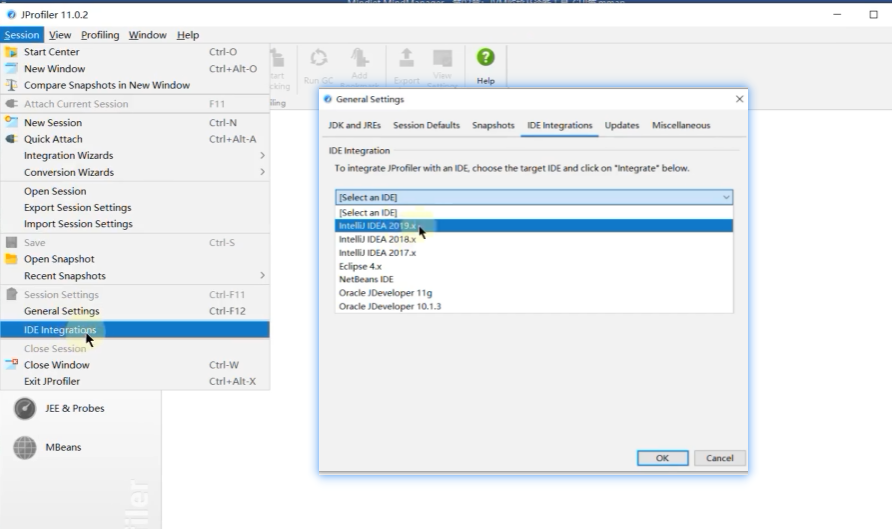 JProfiler 11.0.2
Session View Profiling Window Help
Start Center Ctrl-O
New Window Ctrl+Alt-O
Compare Snapshots in New Window
Attach Current Session F11
New Session Ctrl-N
Quick Attach Ctrl+Alt-A
Integration Wizards
Conversion Wizards
Open Session
Export Session Settings
Import Session Settings
Save Ctrl-S
Open Snapshot
Recent Snapshots
Session Settings Ctrl-F11
General Settings Ctrl-F12
IDE Integrations
Close Session
Close Window Ctrl-W
Exit JProfiler Ctrl+Alt-X
JEE & Probes
MBeans
Run GC
Add
Export
View
Help
General Settings
JDK and JREs Session Defaults Snapshots IDE Integrations Updates Miscellaneous
IDE Integration
To integrate JProfiler with an IDE, choose the target IDE and click on "Integrate" below.
[Select an IDE]
[Select an IDE]
IntelliJ IDEA 2019.x
IntelliJ IDEA 2018.x
IntelliJ IDEA 2017.x
Eclipse 4.x
NetBeans IDE
Oracle JDeveloper 11g
Oracle JDeveloper 10.1.3
OK Cancel